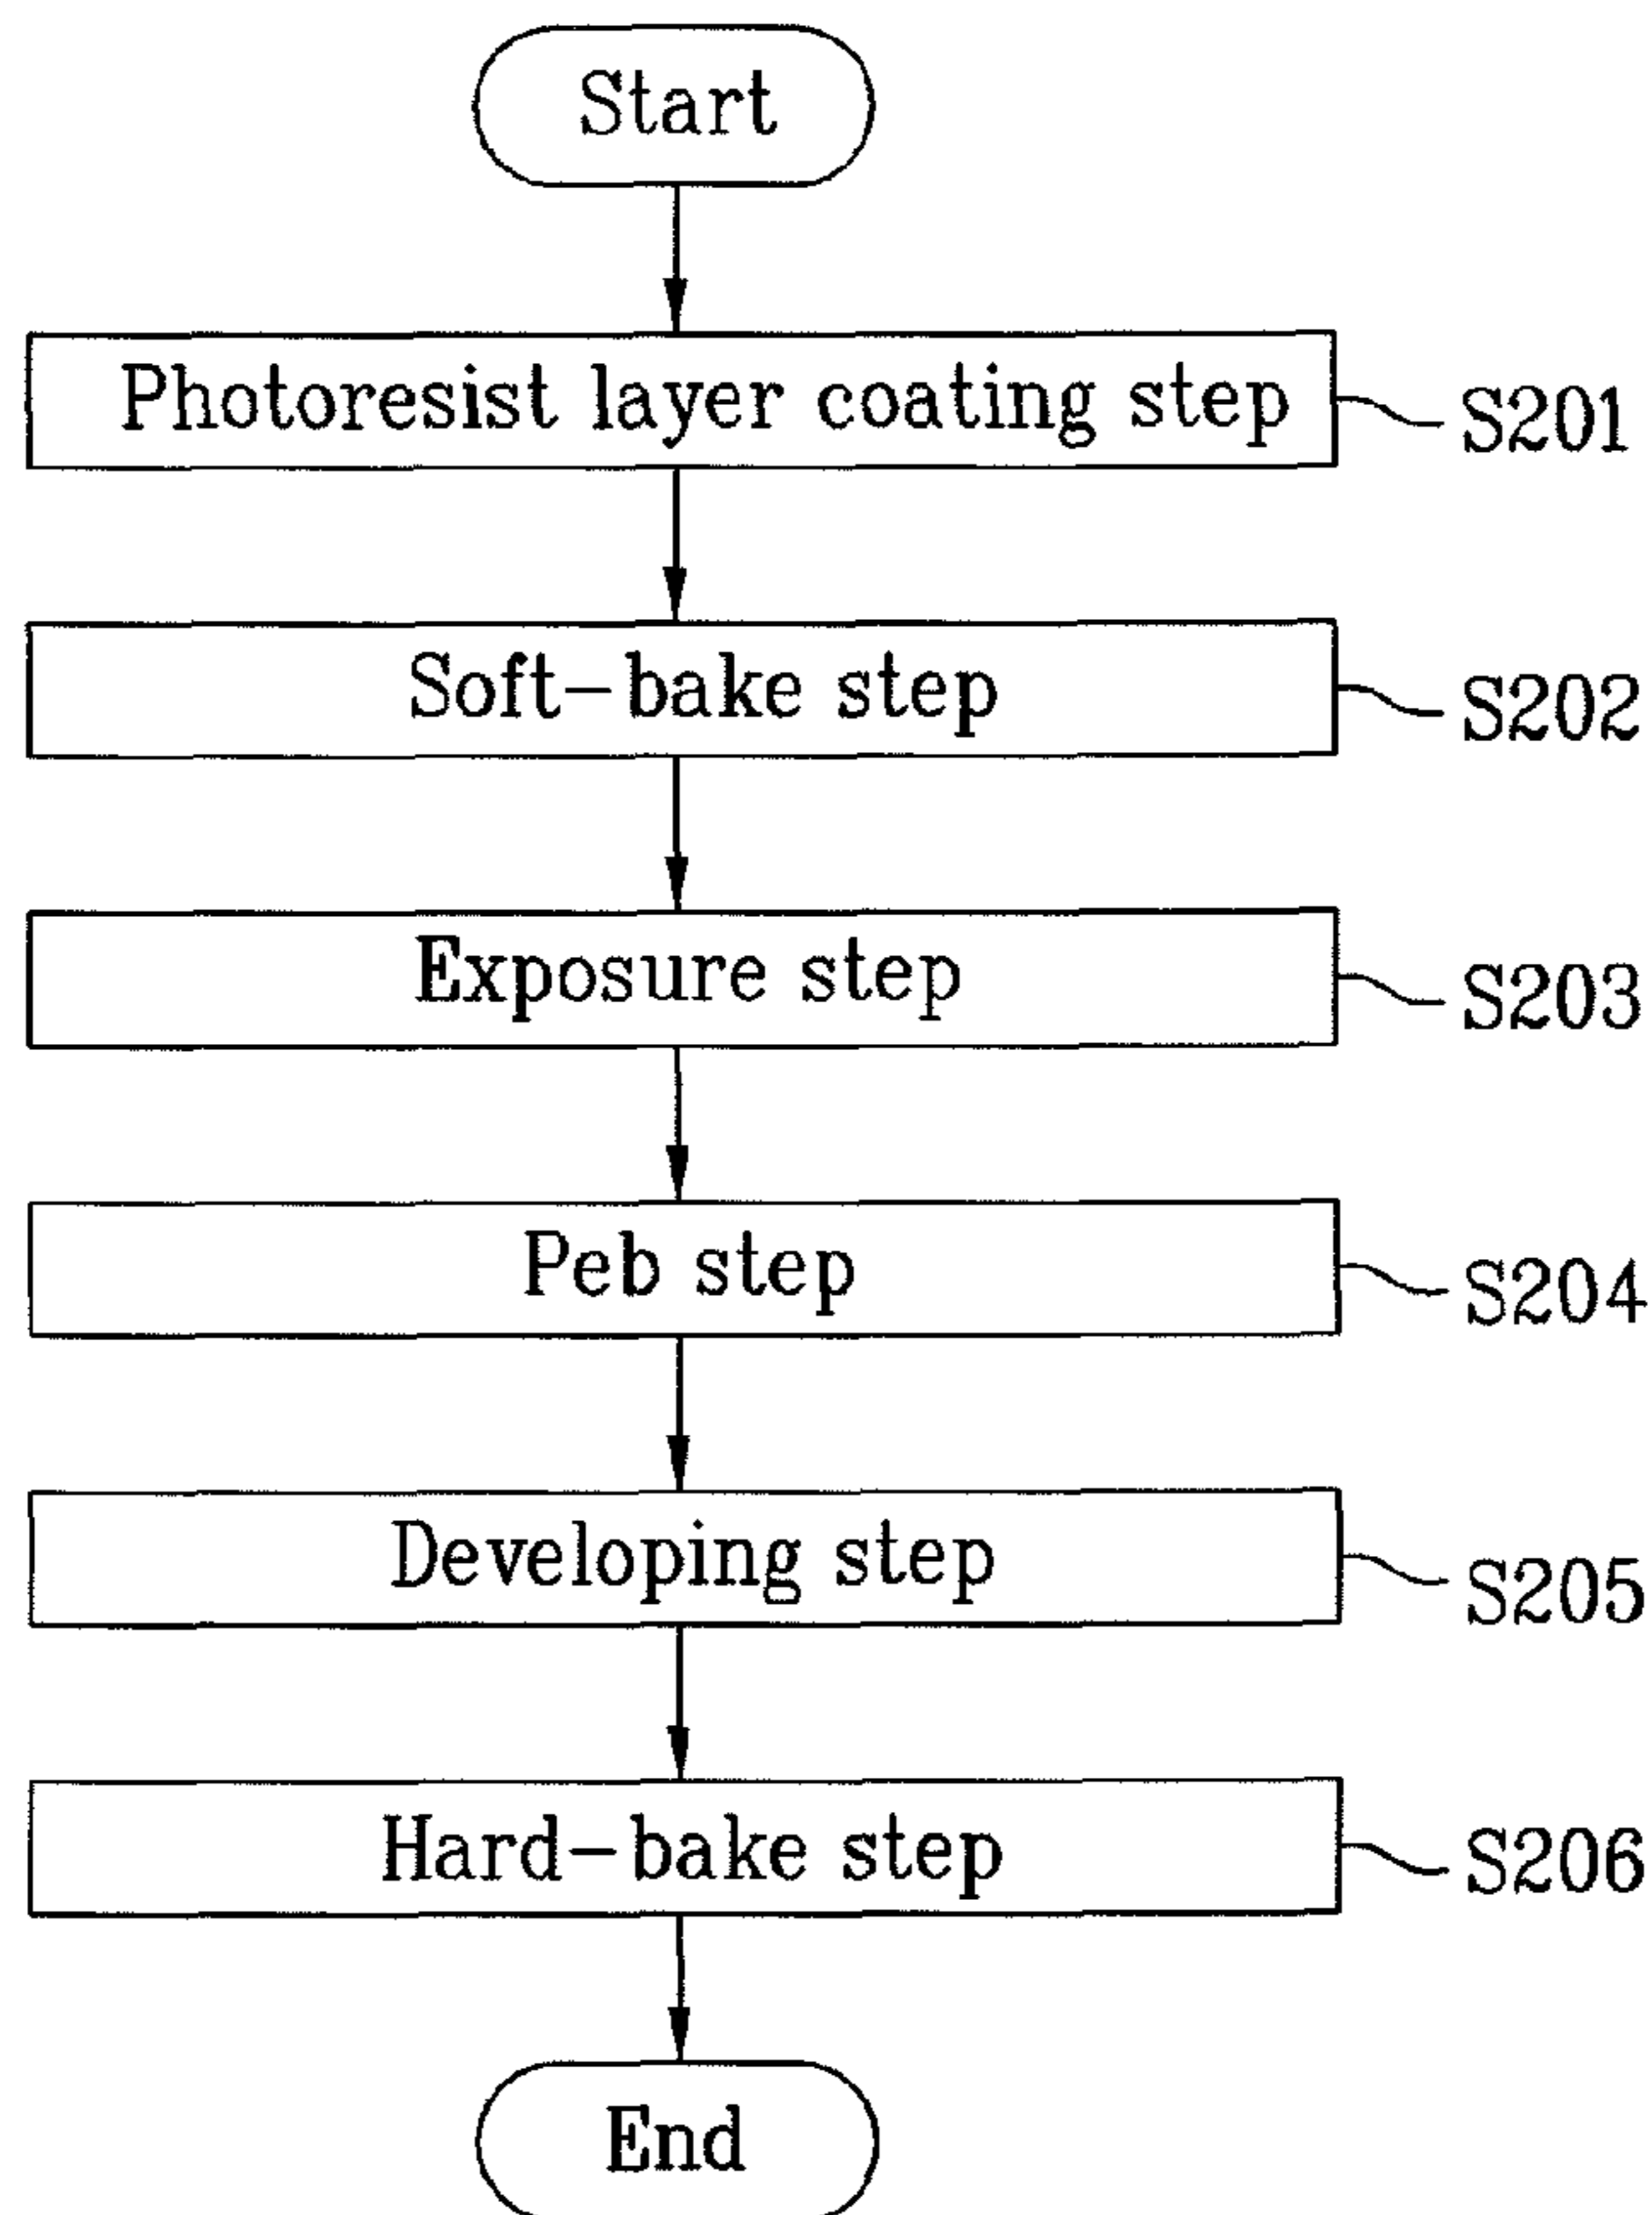 Start
Photoresist layer coating step S201
Soft-bake step S202
Exposure step S203
Peb step S204
Developing step S205
Hard-bake step S206
End